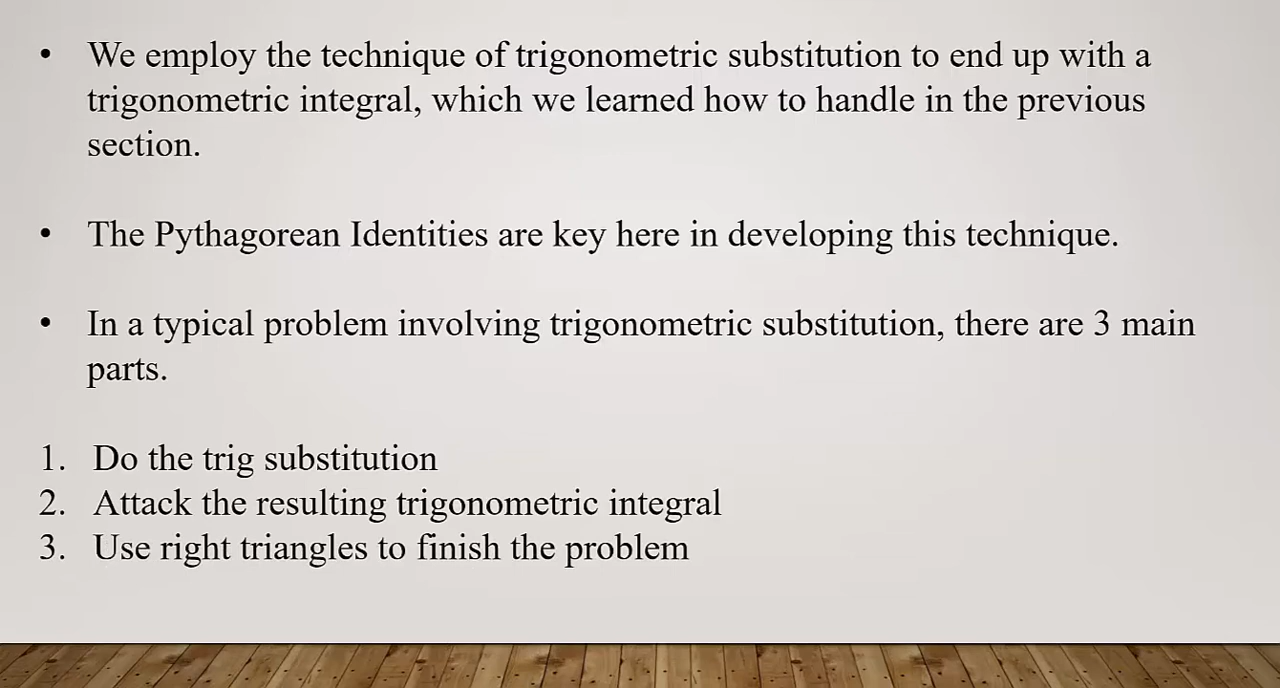 • We employ the technique of trigonometric substitution to end up with a
trigonometric integral, which we learned how to handle in the previous
section.
• The Pythagorean Identities are key here in developing this technique.
• In a typical problem involving trigonometric substitution, there are 3 main
parts.
1. Do the trig substitution
2. Attack the resulting trigonometric integral
3. Use right triangles to finish the problem